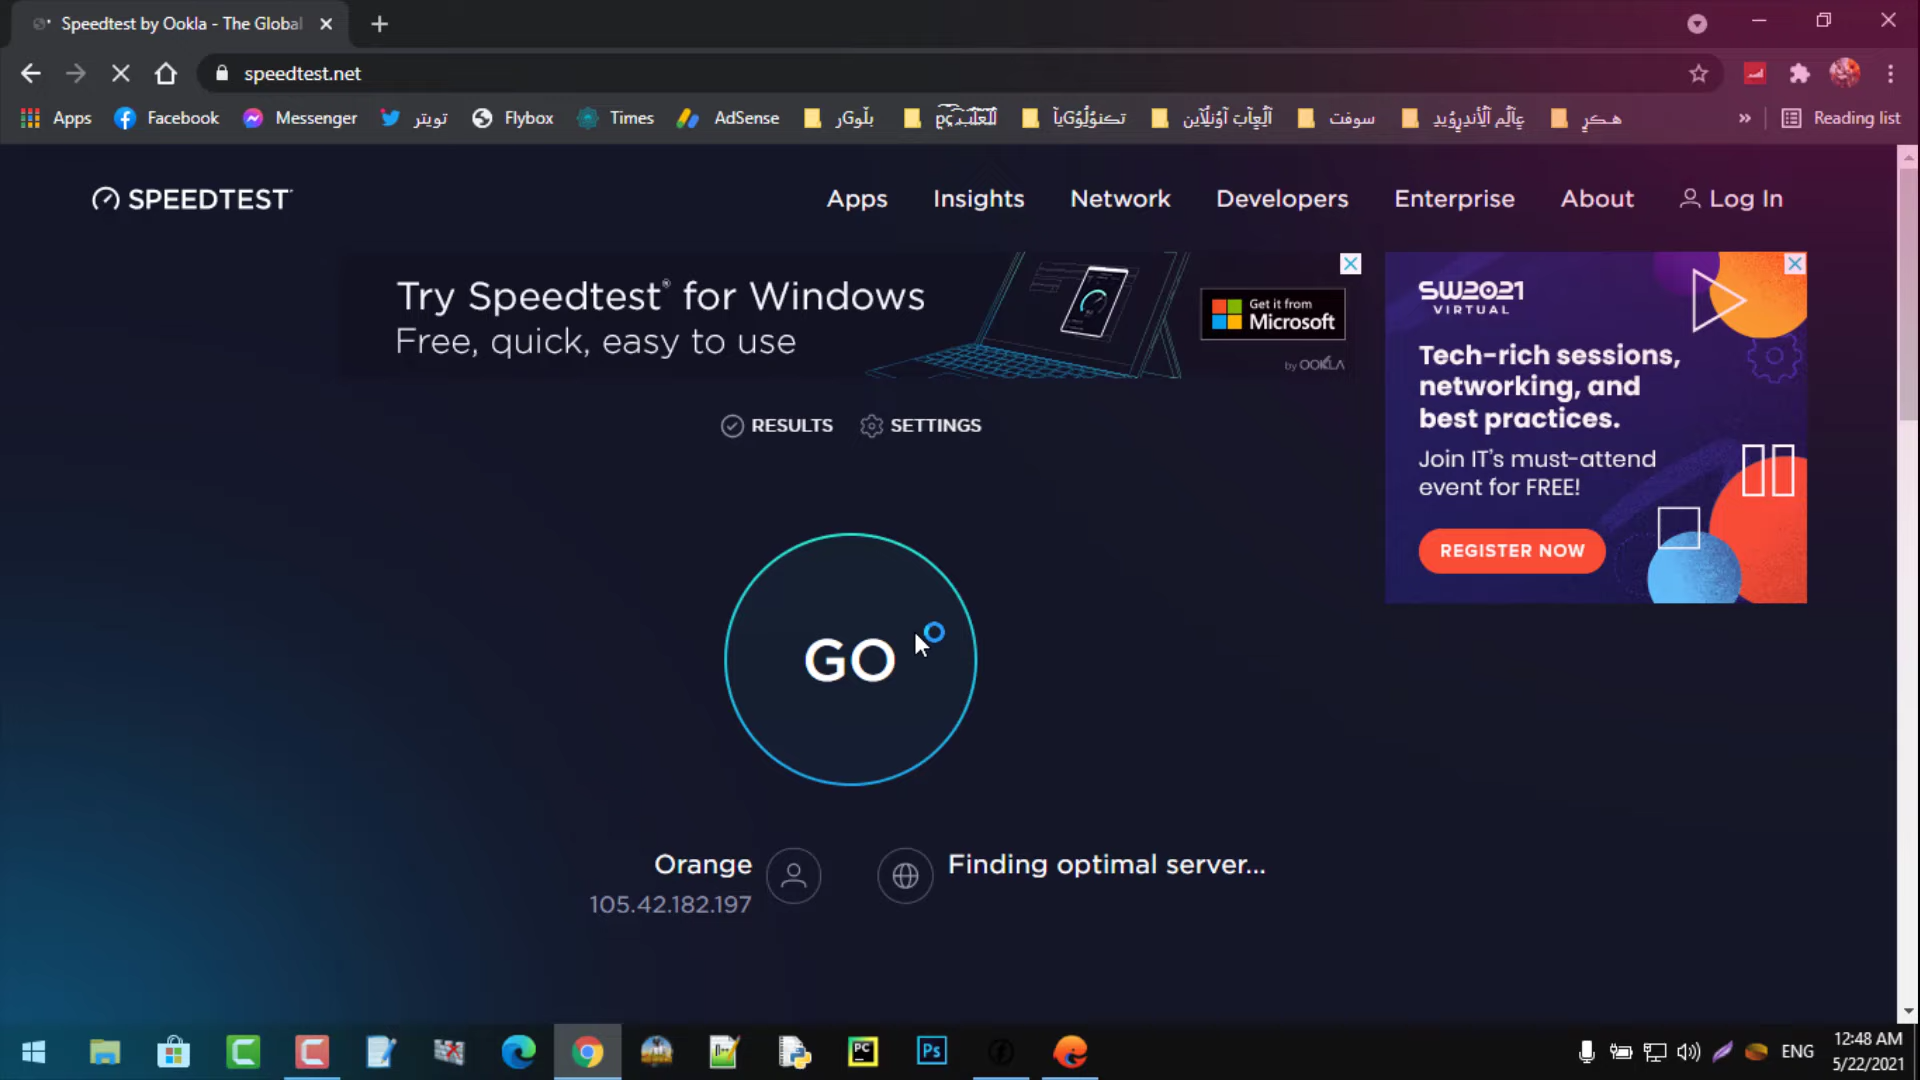 Speedtest by Ookla - The Global
speedtest.net
Apps
Facebook
Messenger
تويتر
Flybox
Times
AdSense
سوفت
Reading list
SPEEDTEST
Apps
Insights
Network
Developers
Enterprise
About
Log In
Try Speedtest® for Windows
Free, quick, easy to use
Get it from
Microsoft
by OOKLA
SW2021
VIRTUAL
Tech-rich sessions,
networking, and
best practices.
Join IT's must-attend
event for FREE!
REGISTER NOW
RESULTS
SETTINGS
GO
Orange
105.42.182.197
Finding optimal server...
PC
Ps
ENG
12:48 AM
5/22/2021